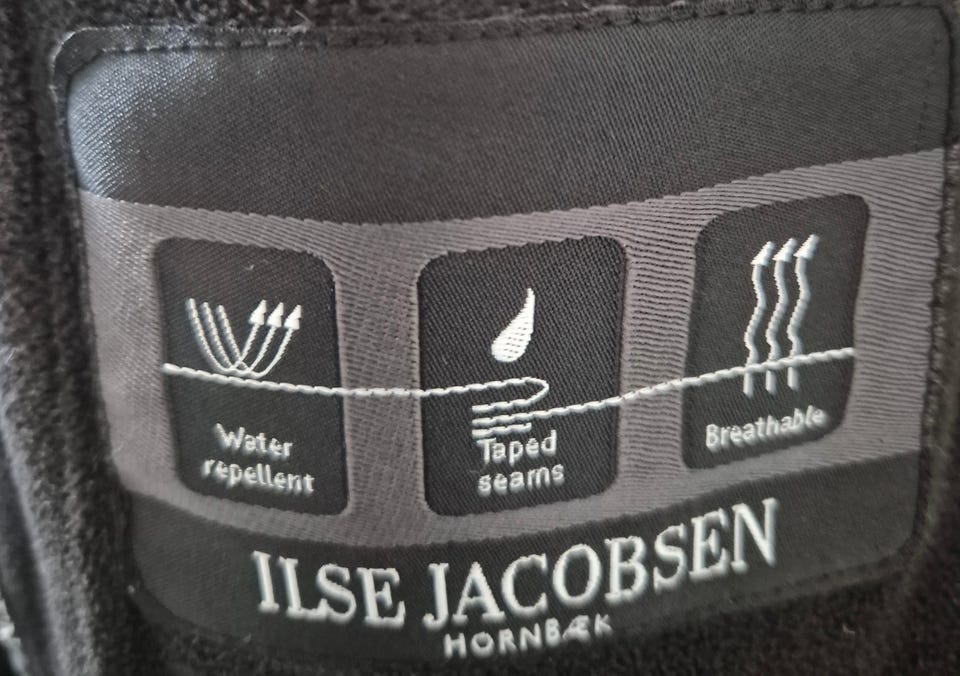 Water
repellent
Taped
seams
Breathable
ILSE JACOBSEN
HORNBÆK